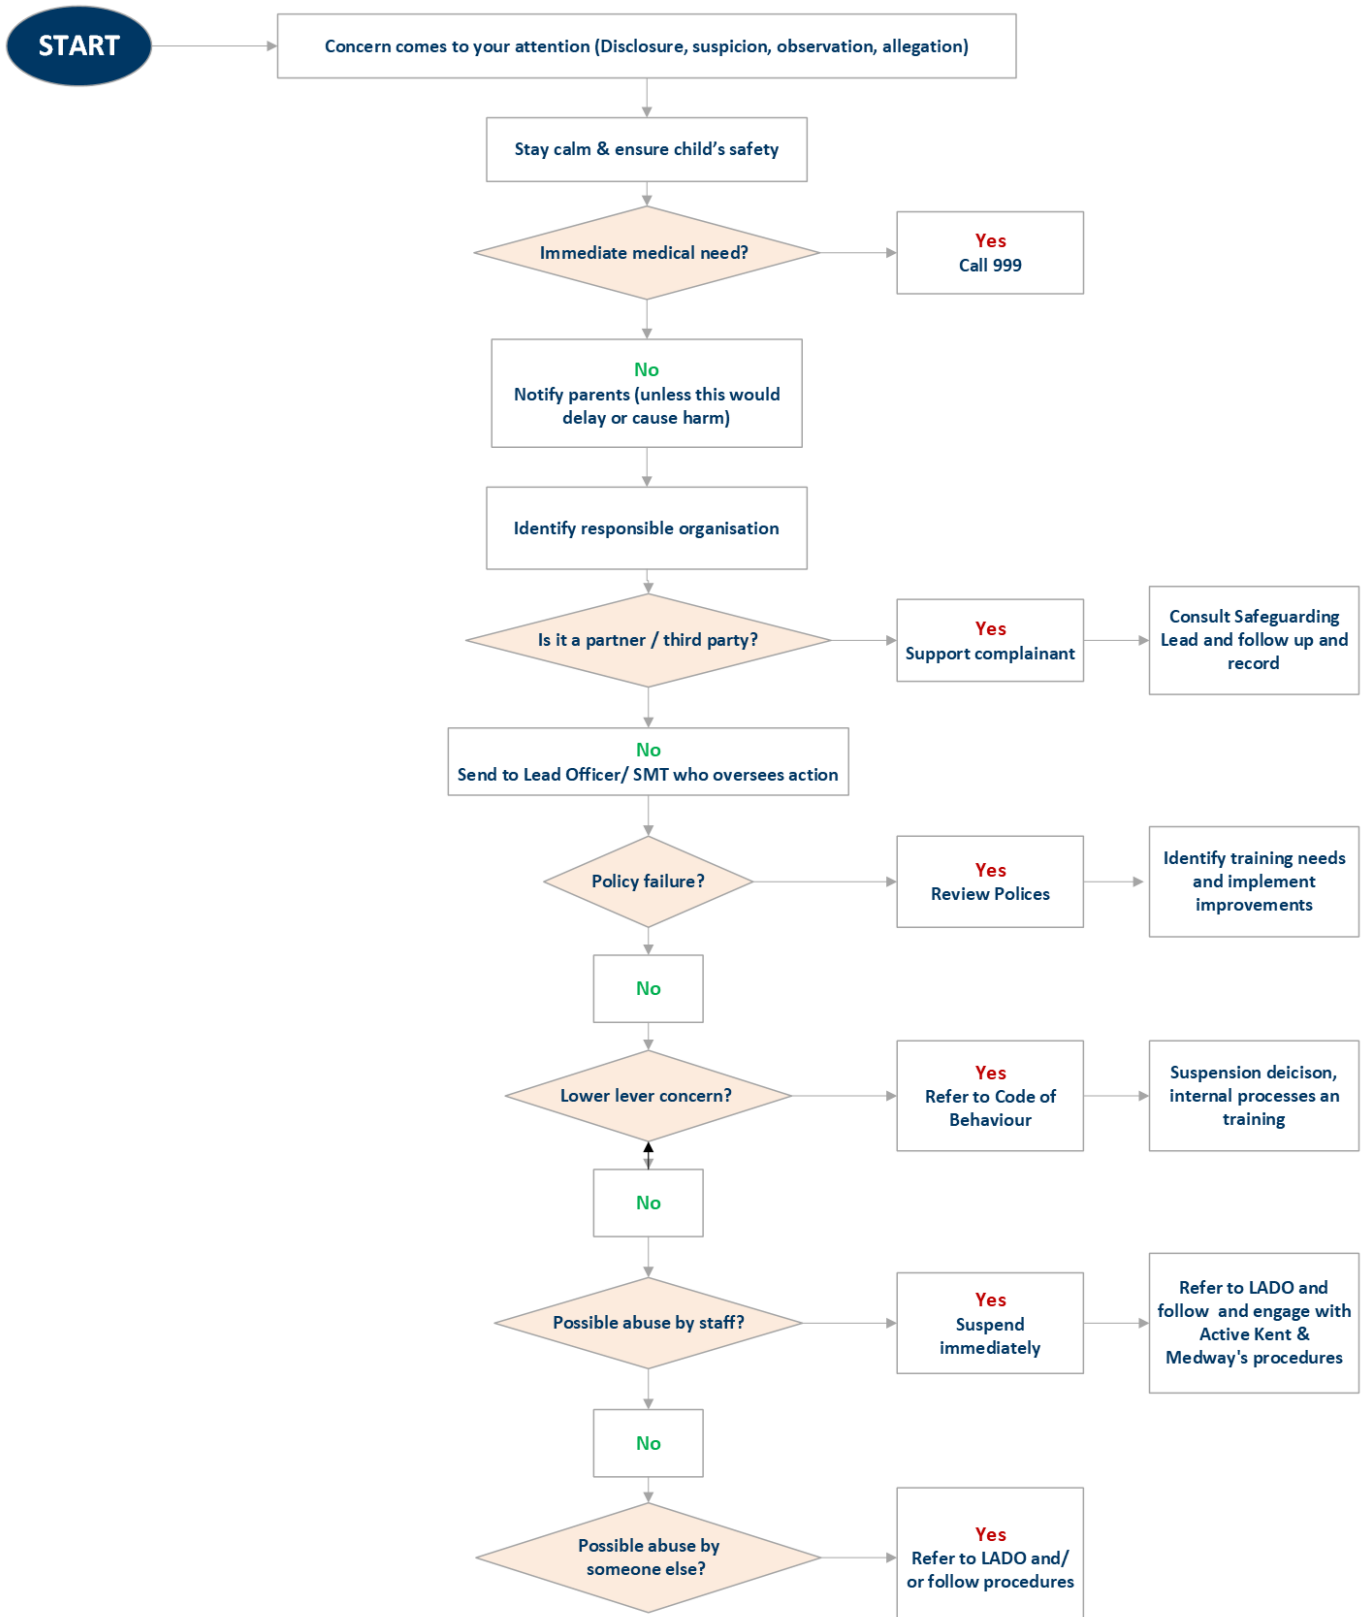 START
Concern comes to your attention (Disclosure, suspicion, observation, allegation)
Stay calm & ensure child’s safety
Immediate medical need?
Yes
Call 999
No
Notify parents (unless this would
delay or cause harm)
Identify responsible organisation
Is it a partner / third party?
Yes
Support complainant
Consult Safeguarding
Lead and follow up and
record
No
Send to Lead Officer/ SMT who oversees action
Policy failure?
Yes
Review Polices
Identify training needs
and implement
improvements
No
Lower lever concern?
Yes
Refer to Code of
Behaviour
Suspension deicison,
internal processes an
training
No
Possible abuse by staff?
Yes
Suspend
immediately
Refer to LADO and
follow and engage with
Active Kent &
Medway's procedures
No
Possible abuse by
someone else?
Yes
Refer to LADO and/
or follow procedures